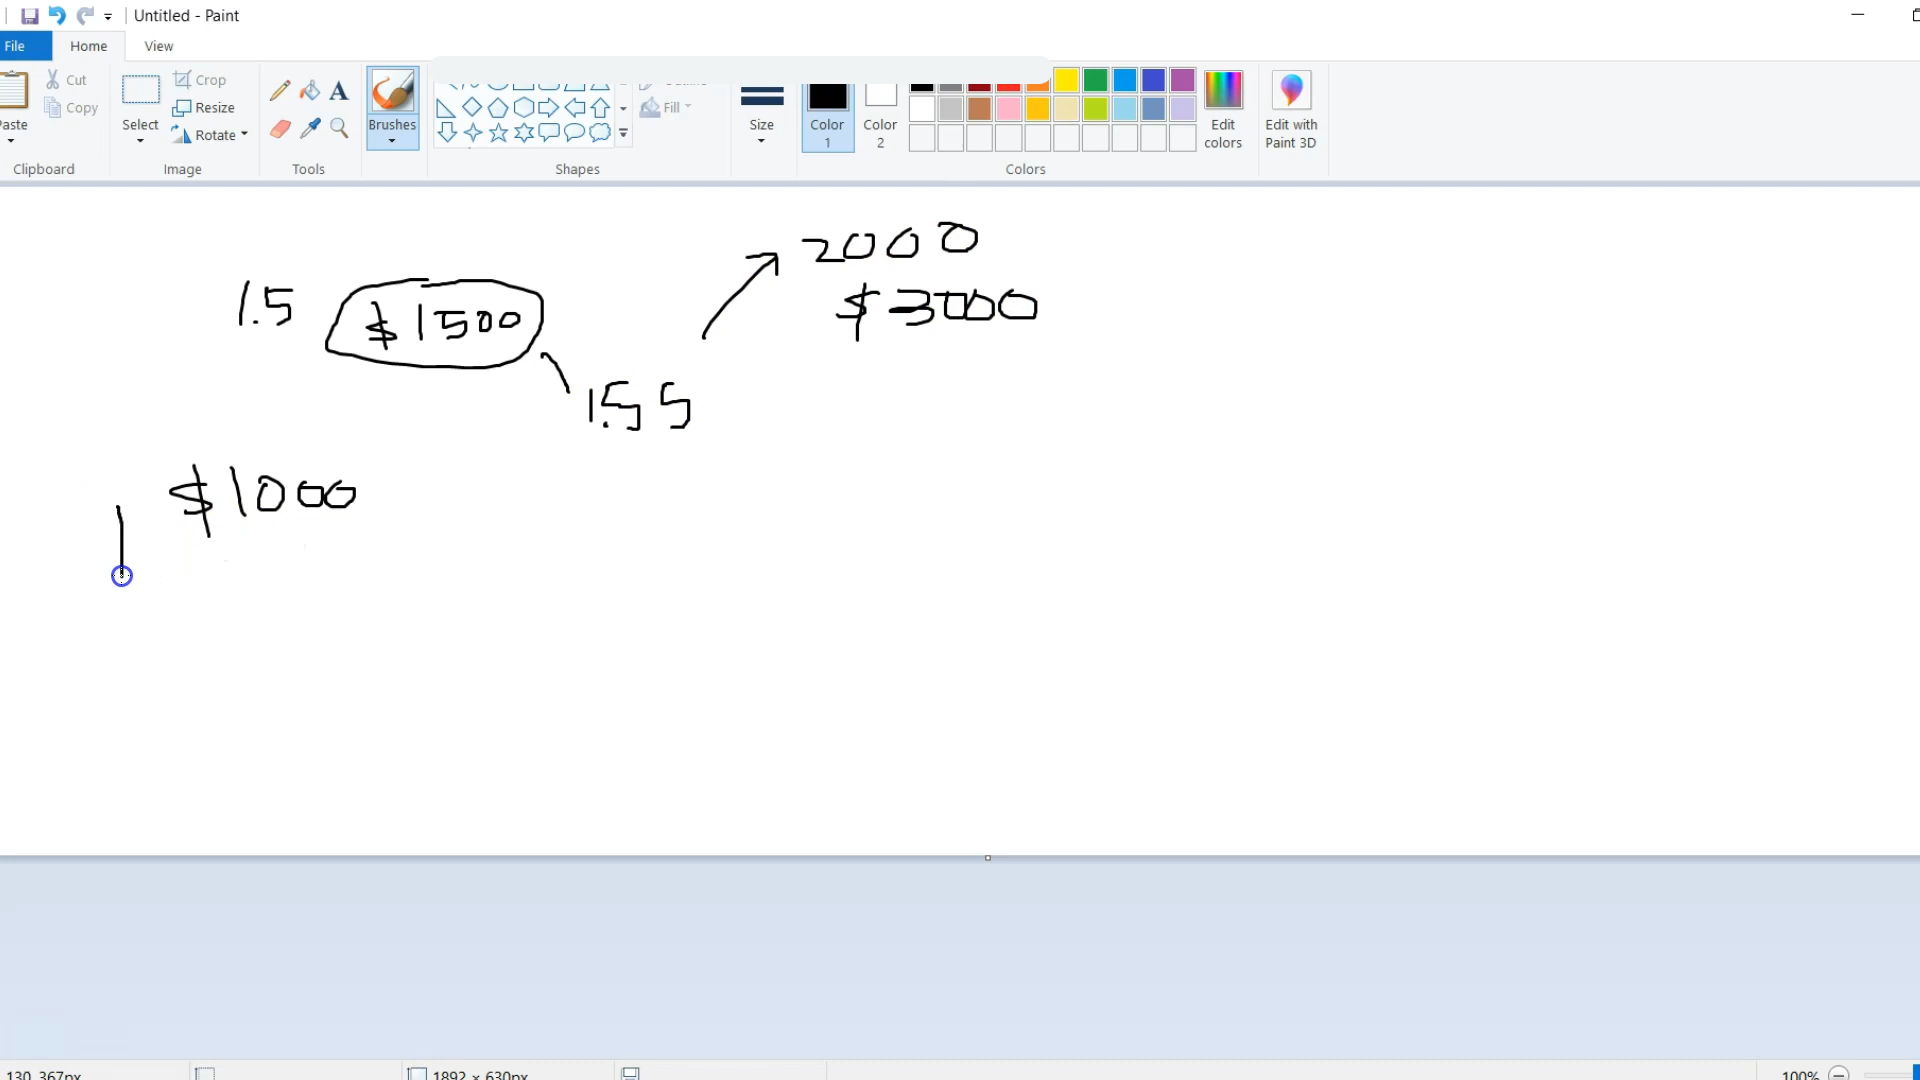 Untitled - Paint
File Home View
Cut
Copy
Paste
Clipboard
Select
Crop
Resize
Rotate
Image
Tools
Brushes
Shapes
Outline
Fill
Size
Color 1
Color 2
Colors
Edit colors
Edit with Paint 3D
2000
1.5 $1500
$3000
1.55
$1000
130, 367px
1892 × 630px
100%